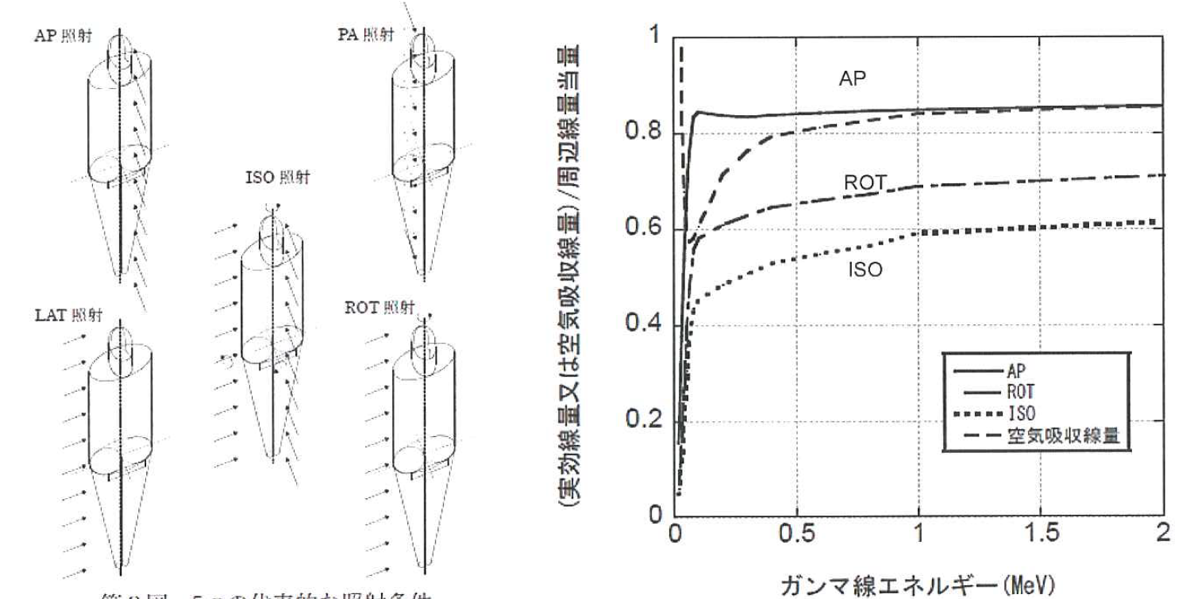 AP 照射
PA 照射
ISO 照射
LAT 照射
ROT 照射
(実効線量又は空気吸収線量)/周辺線量当量
1
0.8
0.6
0.4
0.2
0
AP
ROT
ISO
AP
ROT
ISO
空気吸収線量
0
0.5
1
1.5
2
ガンマ線エネルギー(MeV)